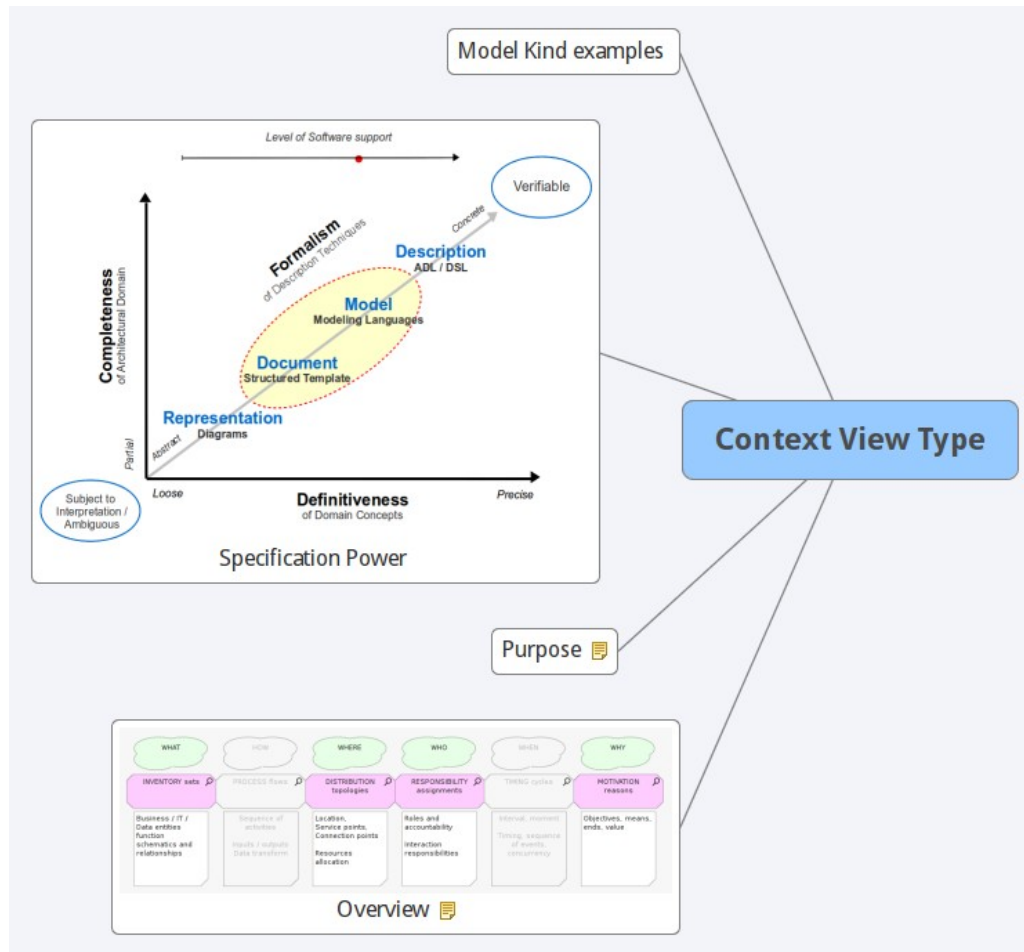 Model Kind examples
Level of Software support
Verifiable
Concrete
Formalism
of Description Techniques
Description
ADL / DSL
Completeness
of Architectural Domain
Model
Modeling Languages
Document
Structured Template
Context View Type
Representation
Diagrams
Partial
Abstract
Loose
Definitiveness
of Domain Concepts
Precise
Subject to
Interpretation /
Ambiguous
Specification Power
Purpose
WHAT
HOW
WHERE
WHO
WHEN
WHY
INVENTORY sets
PROCESS flows
DISTRIBUTION
topologies
RESPONSIBILITY
assignments
TIMING cycles
MOTIVATION
reasons
Business / IT /
Data entities
function
schematics and
relationships
Sequence of
activities
Inputs / outputs
Data transform
Location,
Service points,
Connection points
Resources
allocation
Roles and
accountability
Interaction
responsibilities
Interval, moment
Timing, sequence
of events,
concurrency
Objectives, means,
ends, value
Overview